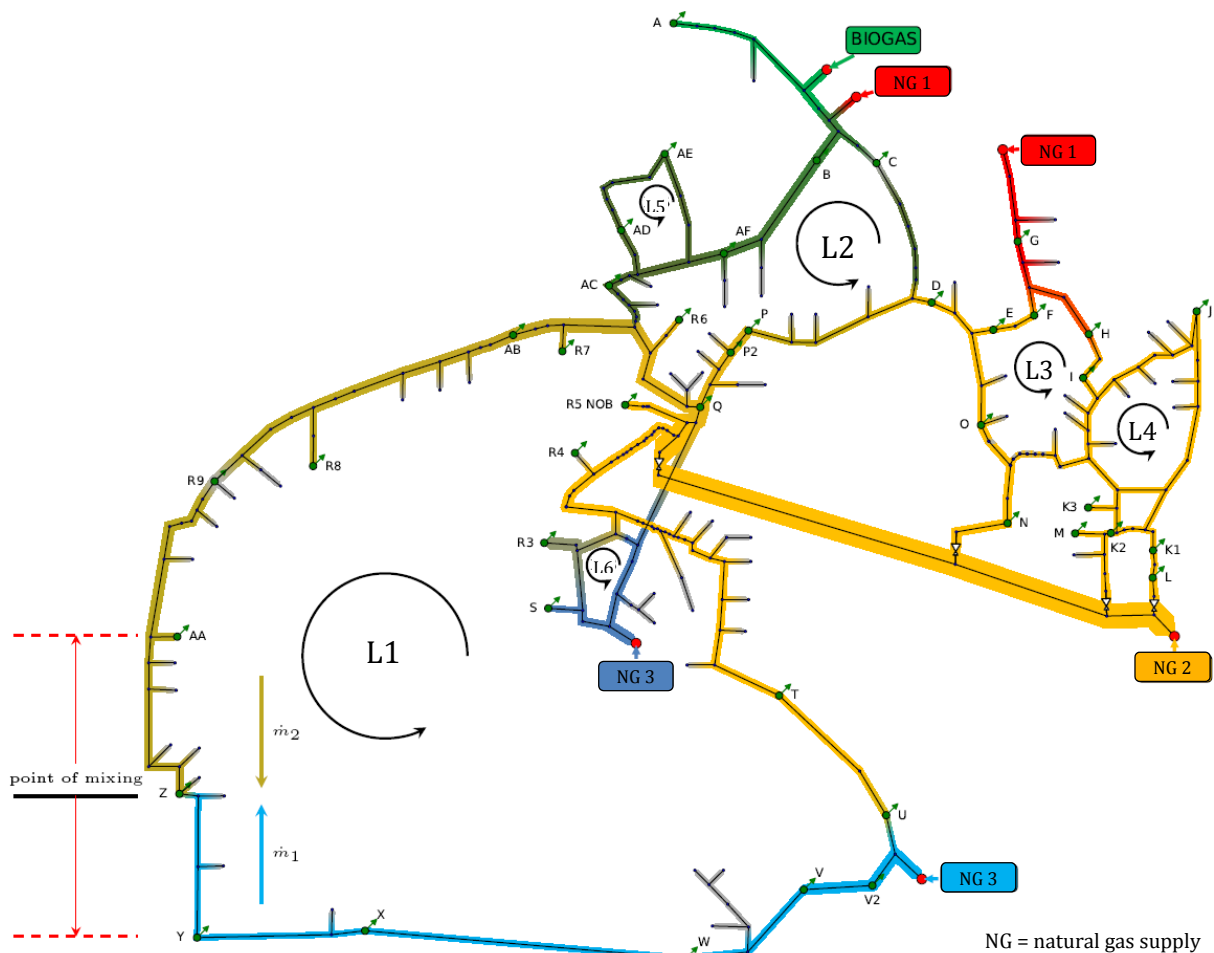 A
BIOGAS
NG 1
AE
NG 1
C
B
L5'
AD
G
AF
L2
AC
D
R6
P
E
F
J
H
AB
R7
P2
L3
I
R5 NOB
Q
O
L4
R4
R8
R9
K3
N
M
K2
R3
K1
L6'
L
S
AA
L1
NG 3
NG 2
T
ṁ2
point of mixing
Z
U
ṁ1
V
V2
NG 3
X
Y
W
NG = natural gas supply